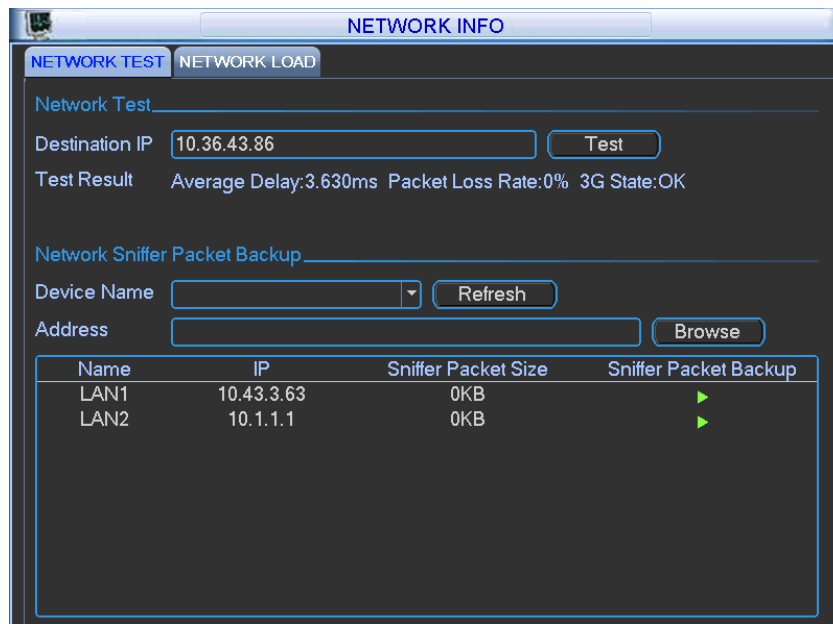 NETWORK INFO
NETWORK TEST NETWORK LOAD
Network Test
Destination IP 10.36.43.86 Test
Test Result Average Delay:3.630ms Packet Loss Rate:0% 3G State:OK
Network Sniffer Packet Backup
Device Name Refresh
Address Browse
Name IP Sniffer Packet Size Sniffer Packet Backup
LAN1 10.43.3.63 0KB
LAN2 10.1.1.1 0KB